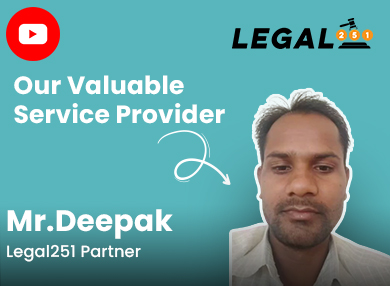 LEGAL 251
Our Valuable
Service Provider
Mr.Deepak
Legal251 Partner